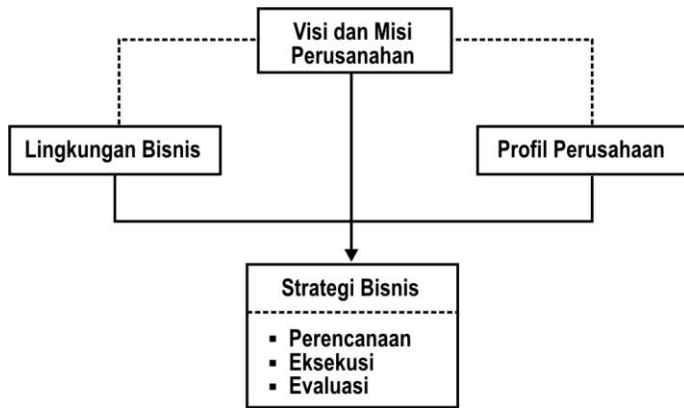 Visi dan Misi
Perusanahan
Lingkungan Bisnis
Profil Perusahaan
Strategi Bisnis
▪ Perencanaan
▪ Eksekusi
▪ Evaluasi